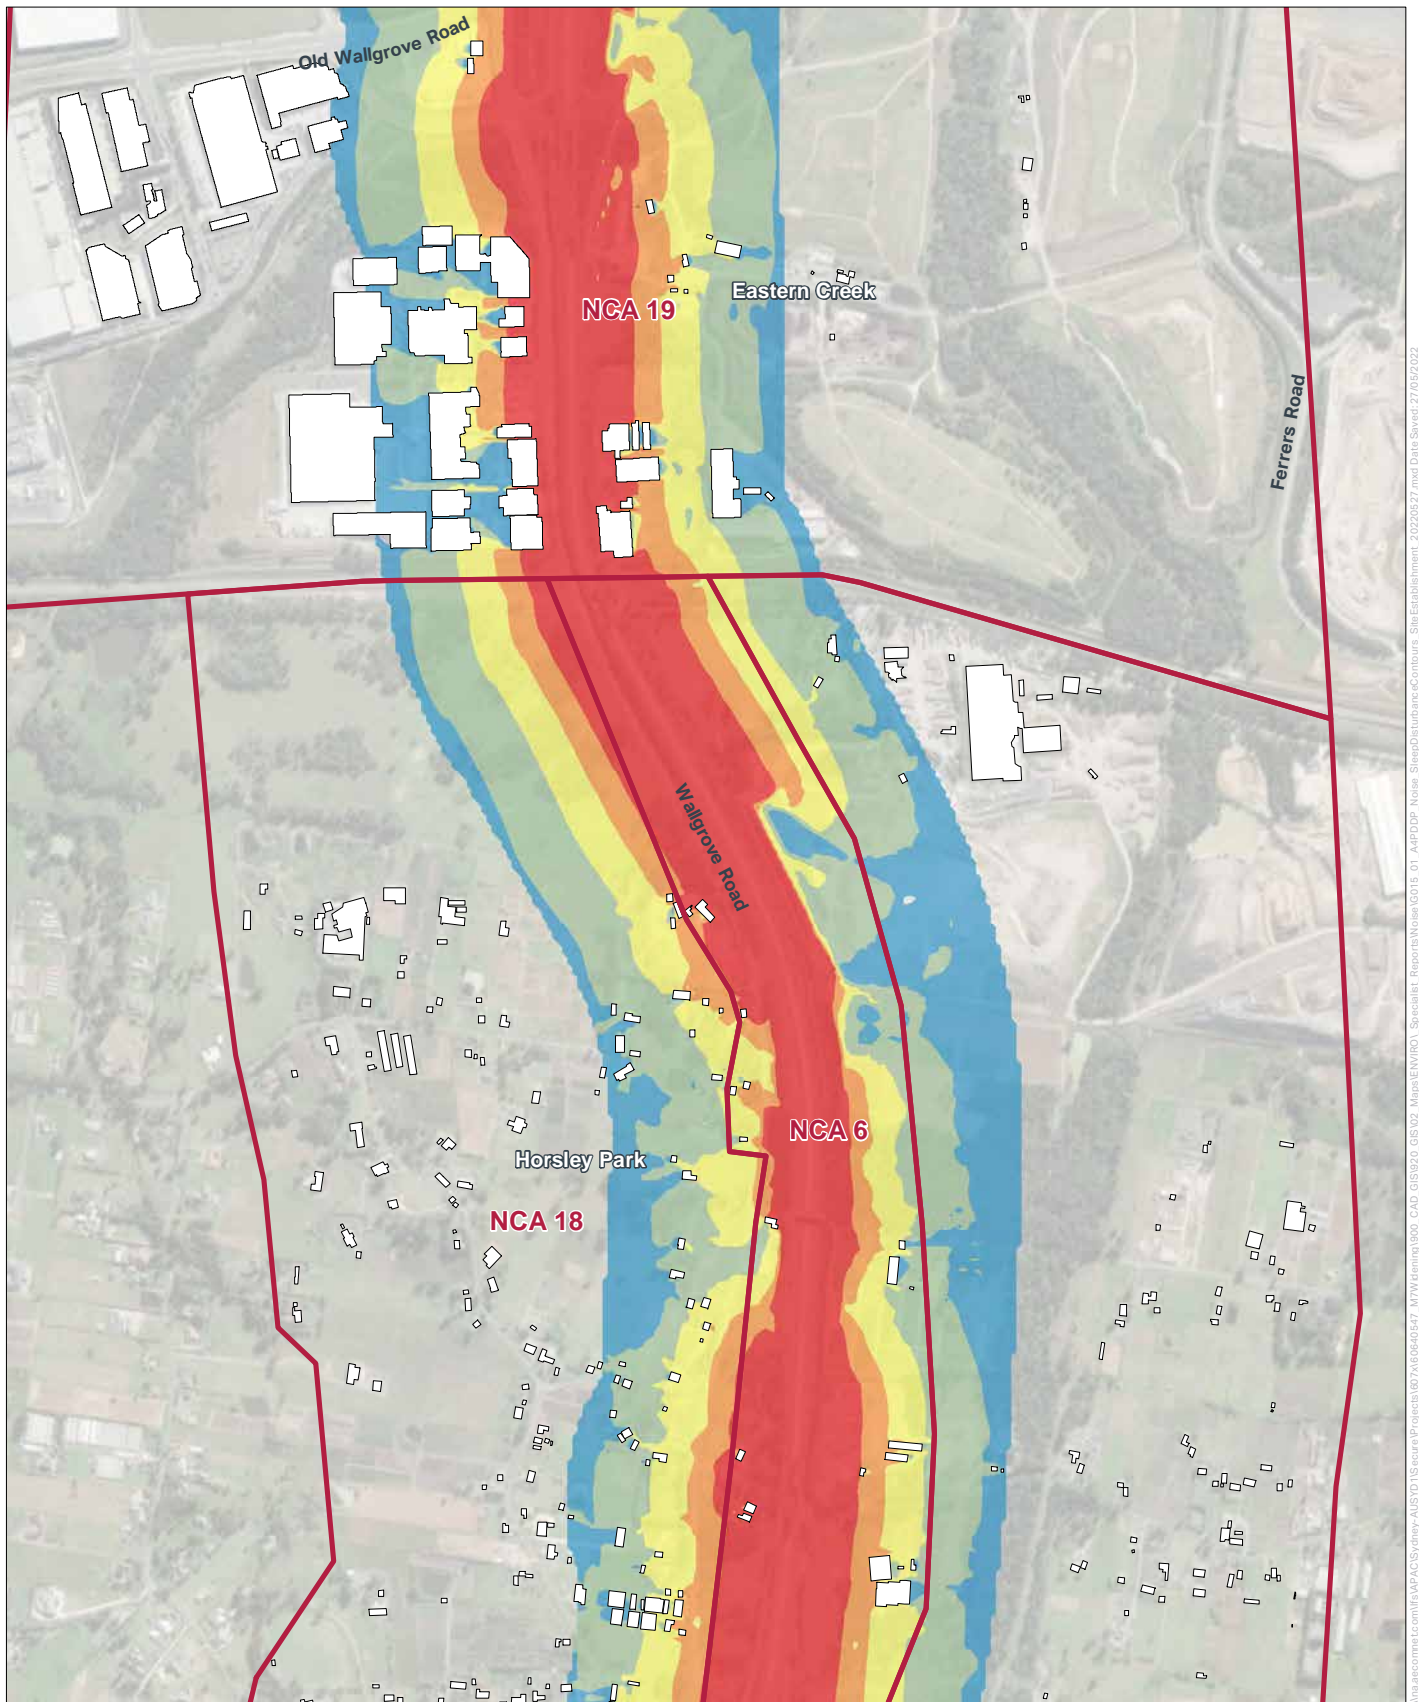 Old Wallgrove Road
NCA 19
Eastern Creek
Ferrers Road
Wallgrove Road
NCA 6
Horsley Park
NCA 18